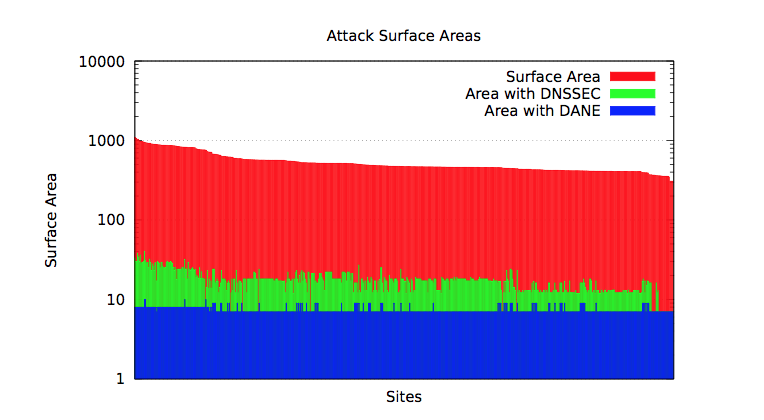 Attack Surface Areas
10000
1000
100
10
1
Surface Area
Surface Area
Area with DNSSEC
Area with DANE
Sites